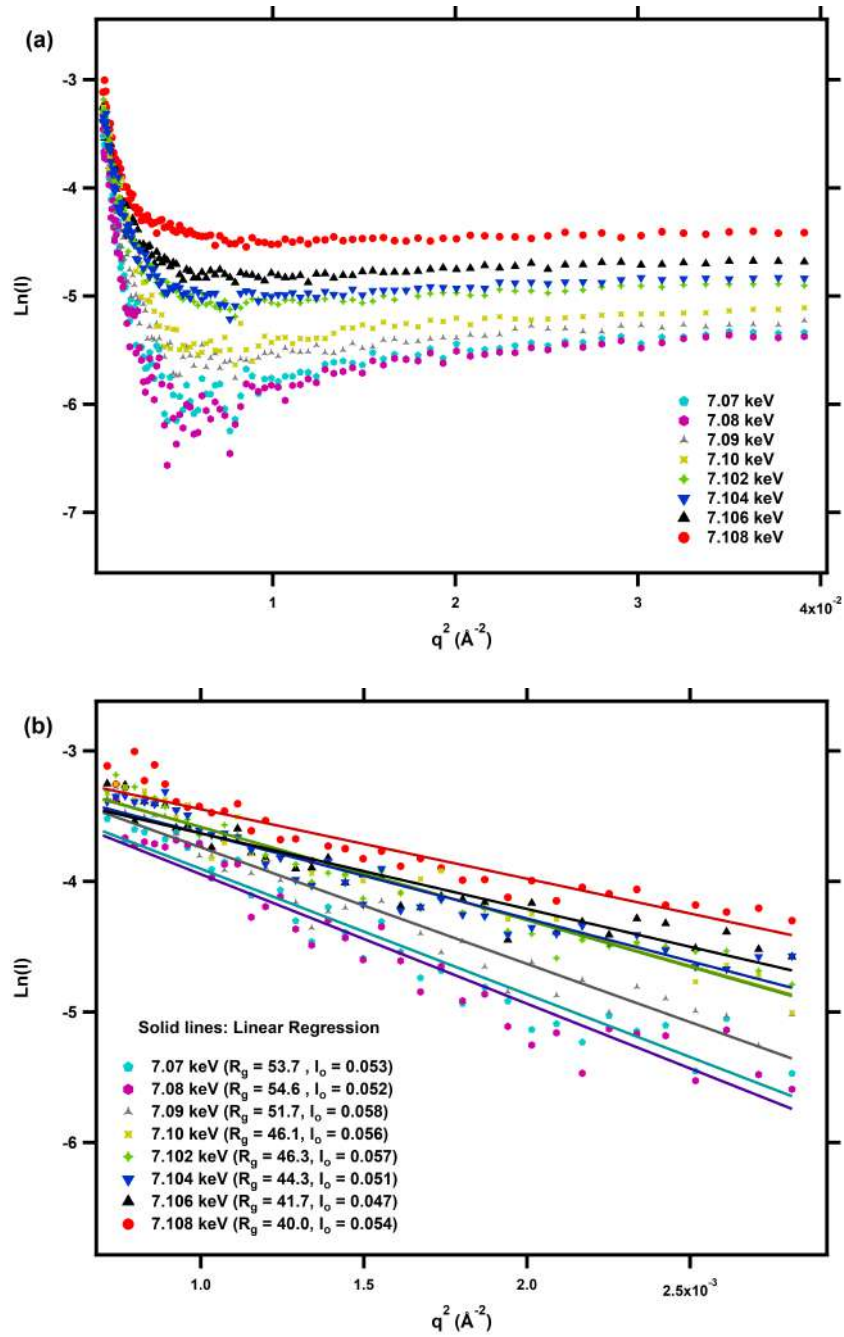 (a)
-3
-4
-5
-6
-7
Ln(I)
7.07 keV
7.08 keV
7.09 keV
7.10 keV
7.102 keV
7.104 keV
7.106 keV
7.108 keV
1
2
3
4x10⁻²
q² (Å⁻²)
(b)
-3
-4
-5
-6
Ln(I)
Solid lines: Linear Regression
7.07 keV (Rg = 53.7 , Io = 0.053)
7.08 keV (Rg = 54.6 , Io = 0.052)
7.09 keV (Rg = 51.7, Io = 0.058)
7.10 keV (Rg = 46.1, Io = 0.056)
7.102 keV (Rg = 46.3, Io = 0.057)
7.104 keV (Rg = 44.3, Io = 0.051)
7.106 keV (Rg = 41.7, Io = 0.047)
7.108 keV (Rg = 40.0, Io = 0.054)
1.0
1.5
2.0
2.5x10⁻³
q² (Å⁻²)